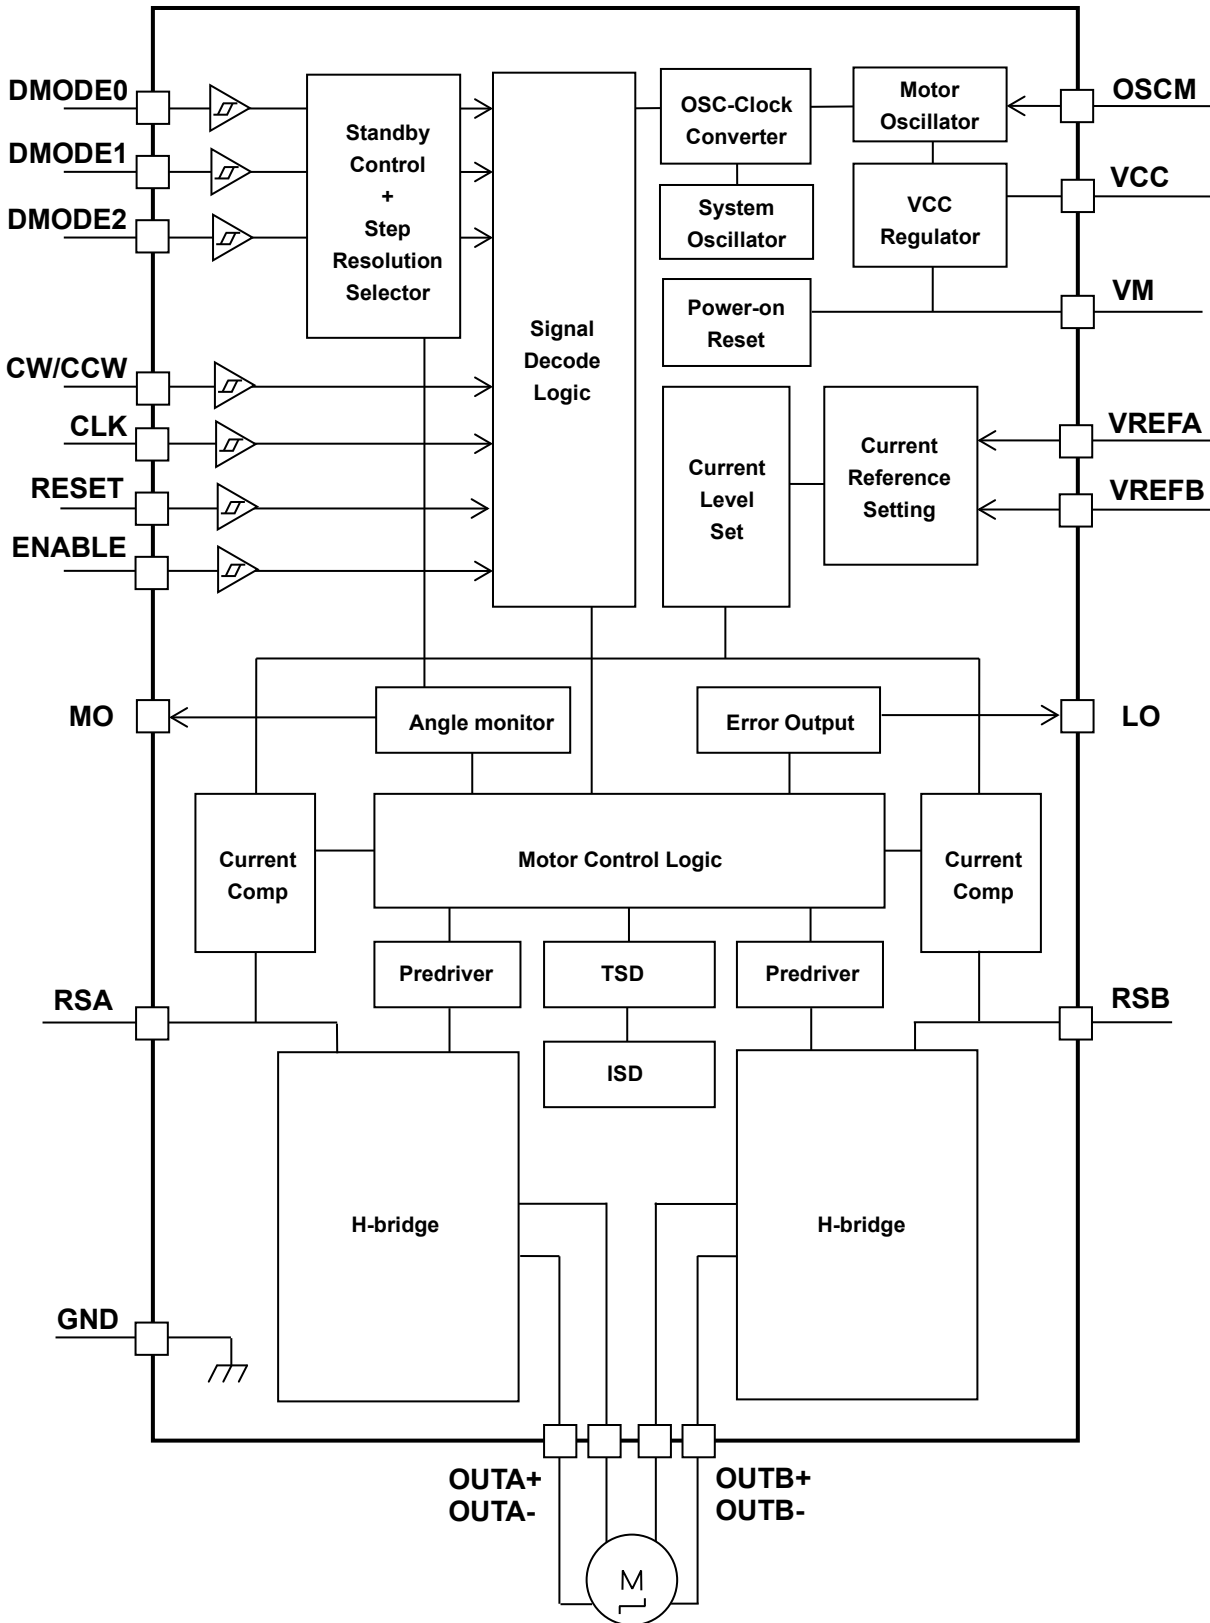 DMODE0
DMODE1
DMODE2
CW/CCW
CLK
RESET
ENABLE
Standby
Control
+
Step
Resolution
Selector
Signal
Decode
Logic
OSC-Clock
Converter
Motor
Oscillator
System
Oscillator
VCC
Regulator
Power-on
Reset
Current
Level
Set
Current
Reference
Setting
OSCM
VCC
VM
VREFA
VREFB
MO
Angle monitor
Error Output
LO
Current
Comp
Motor Control Logic
Current
Comp
Predriver
TSD
Predriver
RSA
RSB
ISD
H-bridge
H-bridge
GND
OUTA+
OUTA-
OUTB+
OUTB-
M